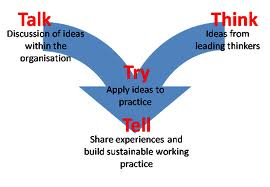 Talk
Discussion of ideas
within the
organisation
Think
Ideas from
leading thinkers
Try
Apply ideas to
practice
Tell
Share experiences and
build sustainable working
practice